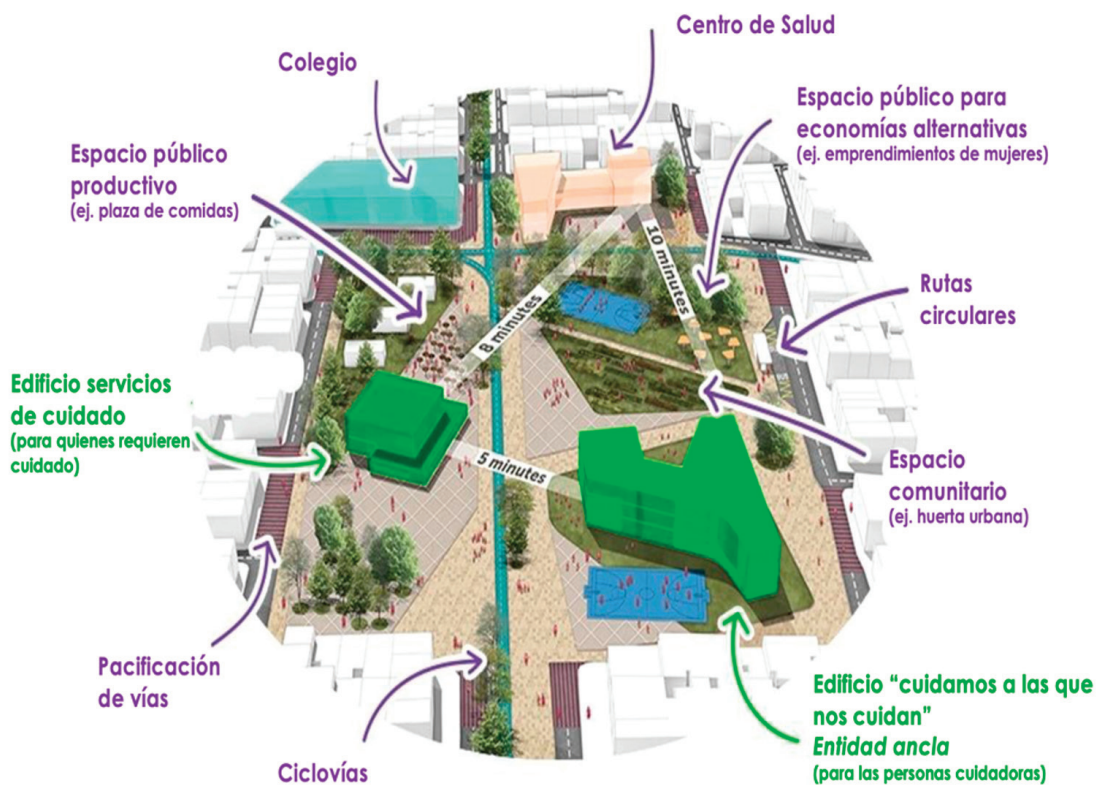 Centro de Salud
Colegio
Espacio público para
economías alternativas
(ej. emprendimientos de mujeres)
Espacio público
productivo
(ej. plaza de comidas)
10 minutes
Rutas
circulares
8 minutes
Edificio servicios
de cuidado
(para quienes requieren
cuidado)
5 minutes
Espacio
comunitario
(ej. huerta urbana)
Pacificación
de vías
Edificio “cuidamos a las que
nos cuidan”
Entidad ancla
(para las personas cuidadoras)
Ciclovías